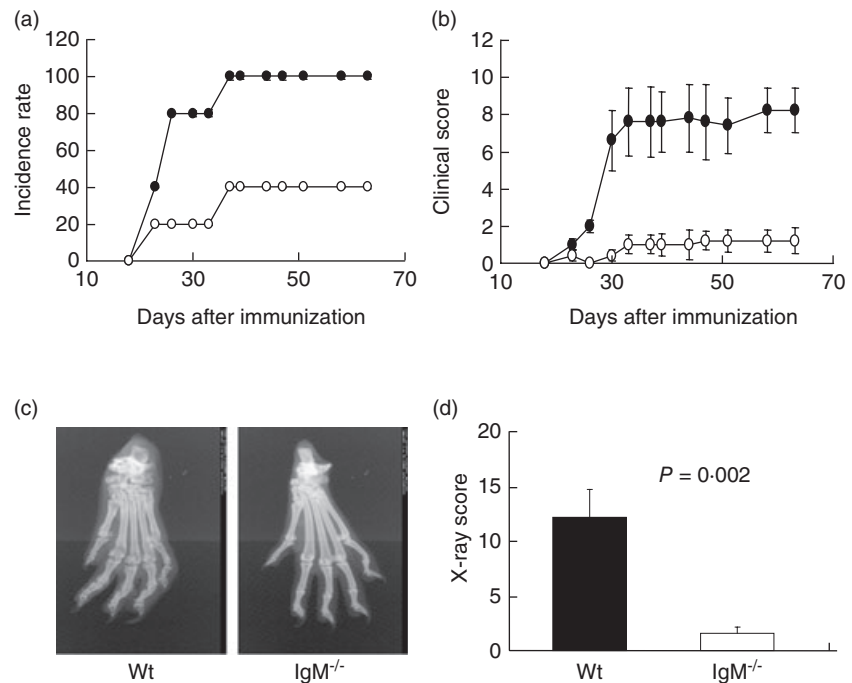 (a)
120
100
80
60
40
20
0
Incidence rate
10 30 50 70
Days after immunization
(b)
12
10
8
6
4
2
0
Clinical score
10 30 50 70
Days after immunization
(c)
Wt IgM-/-
(d)
20
15
10
5
0
X-ray score
P = 0·002
Wt IgM-/-